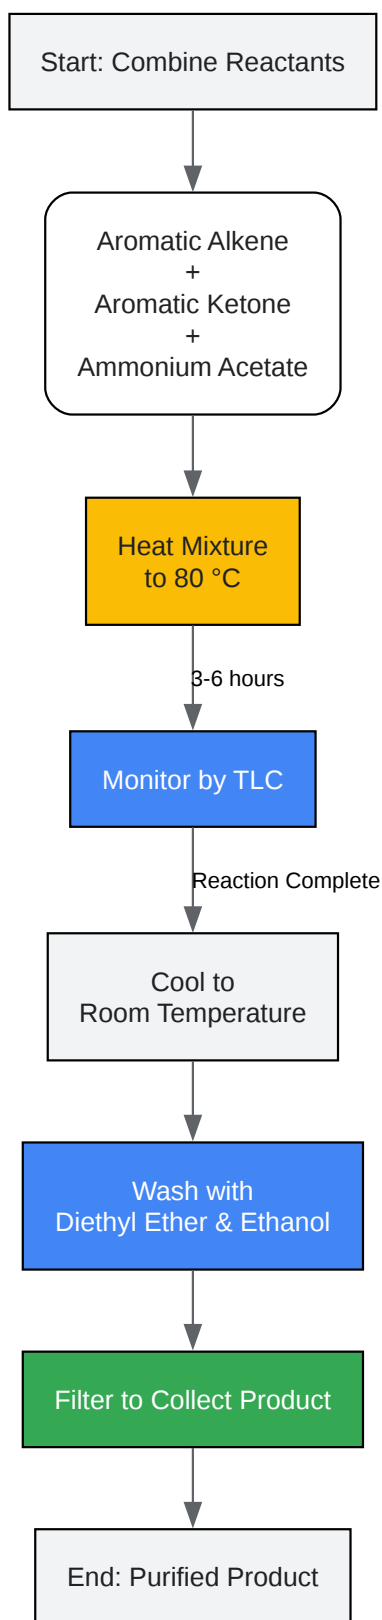 Start: Combine Reactants
Aromatic Alkene
+
Aromatic Ketone
+
Ammonium Acetate
Heat Mixture
to 80 °C
3-6 hours
Monitor by TLC
Reaction Complete
Cool to
Room Temperature
Wash with
Diethyl Ether & Ethanol
Filter to Collect Product
End: Purified Product